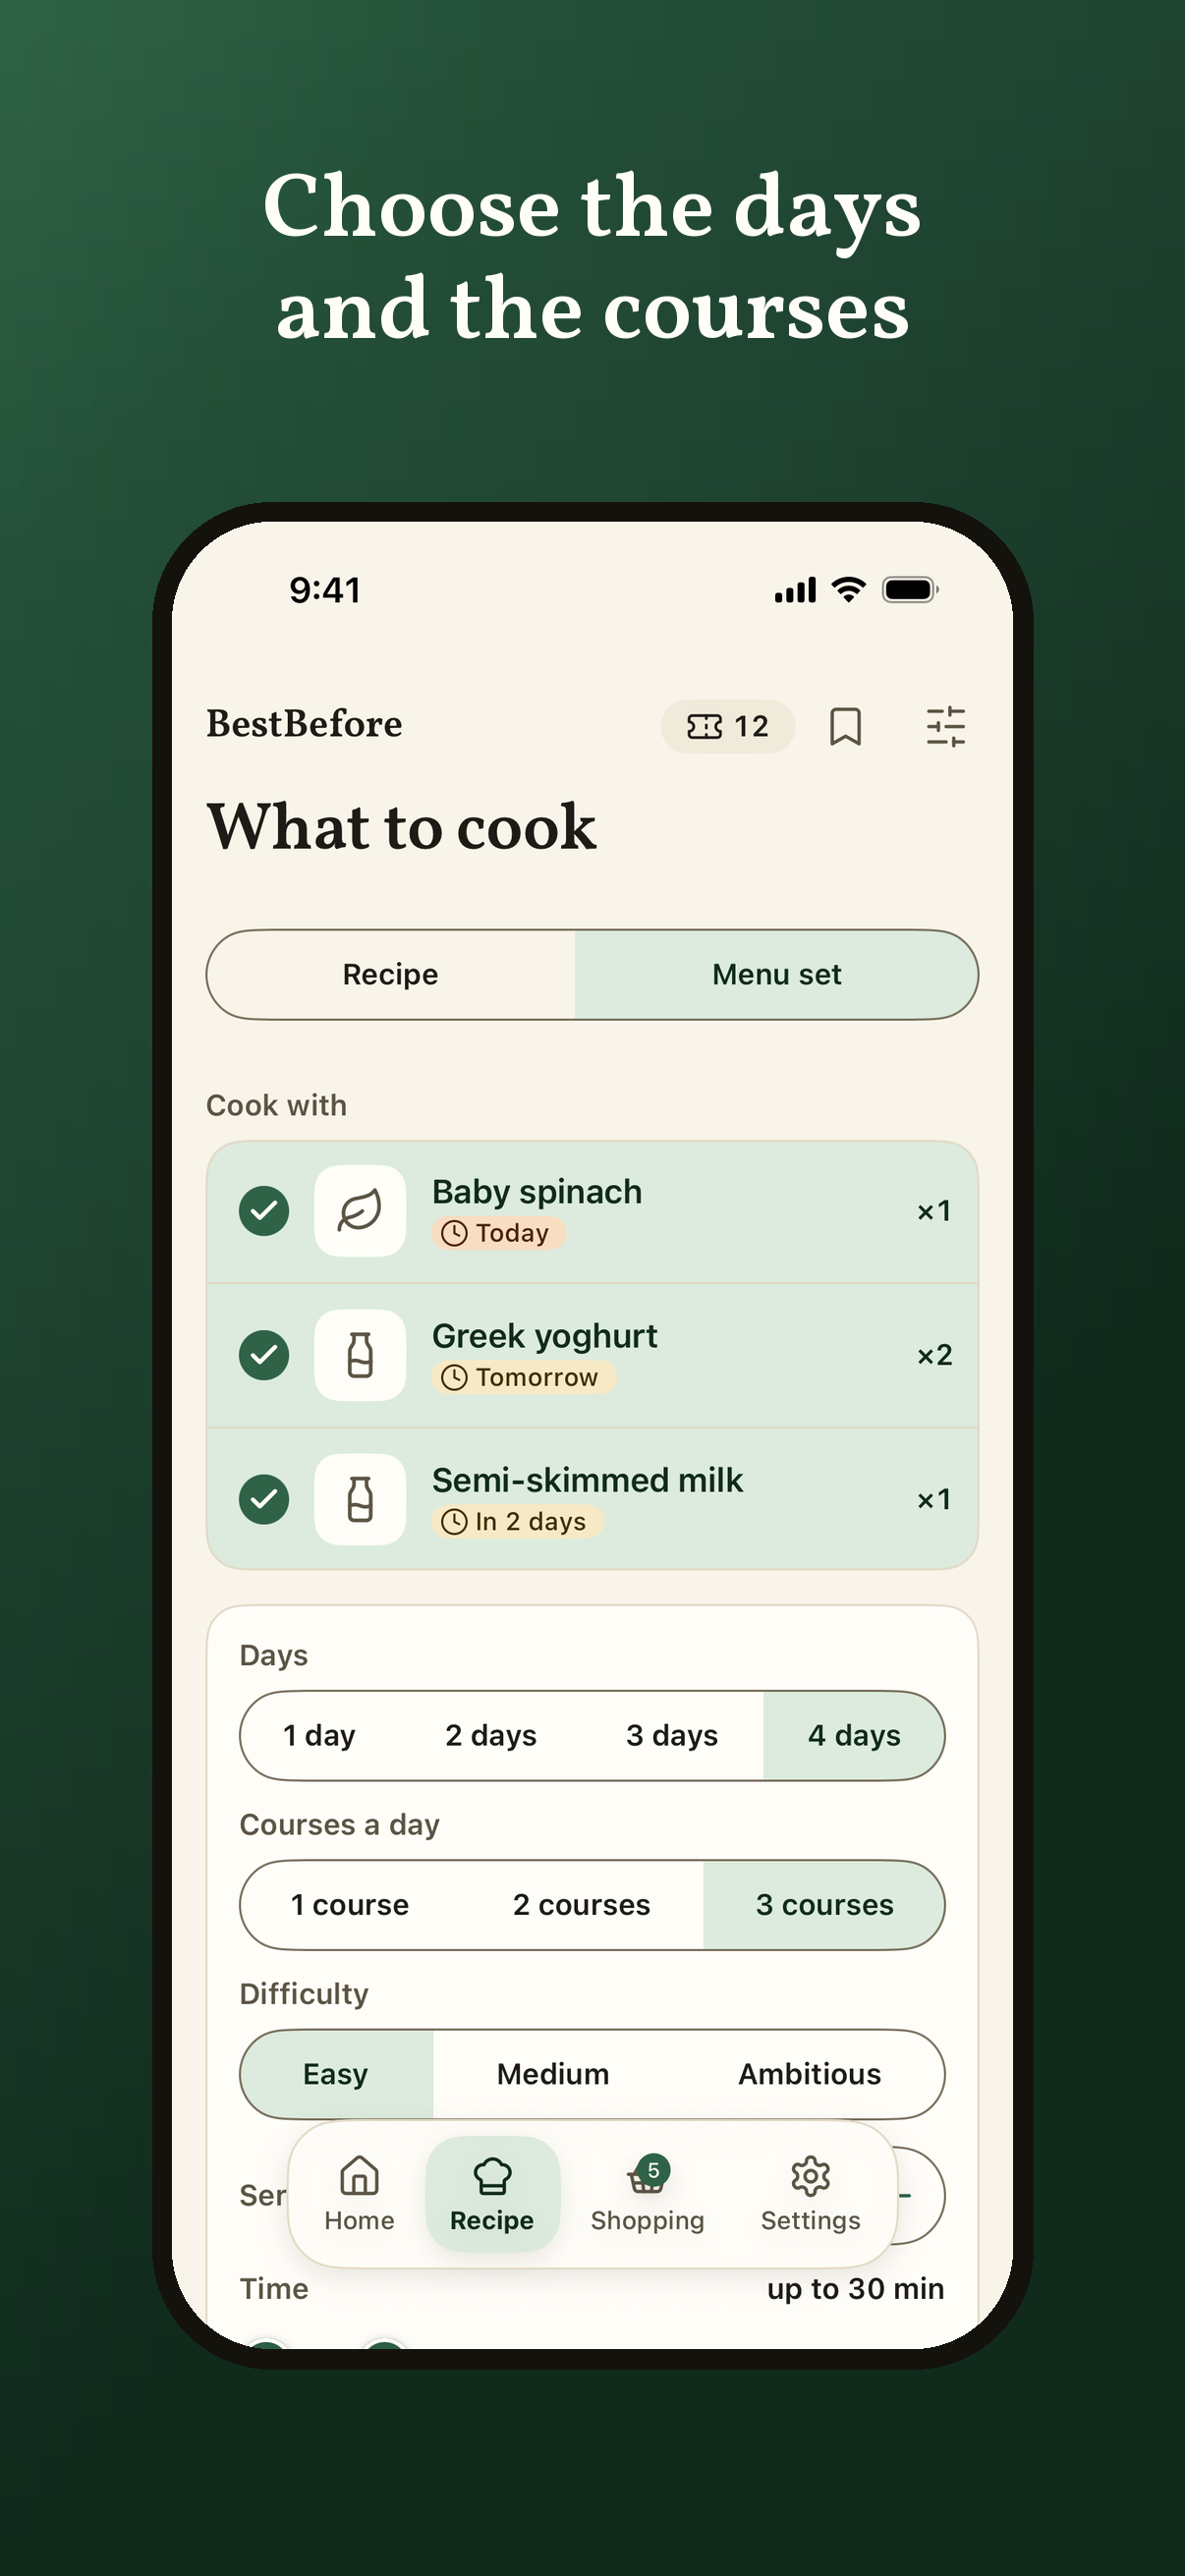 Choose the days
and the courses
9:41
BestBefore
12
What to cook
Recipe
Menu set
Cook with
Baby spinach
Today
×1
Greek yoghurt
Tomorrow
×2
Semi-skimmed milk
In 2 days
×1
Days
1 day
2 days
3 days
4 days
Courses a day
1 course
2 courses
3 courses
Difficulty
Easy
Medium
Ambitious
Home
Recipe
5
Shopping
Settings
Time
up to 30 min